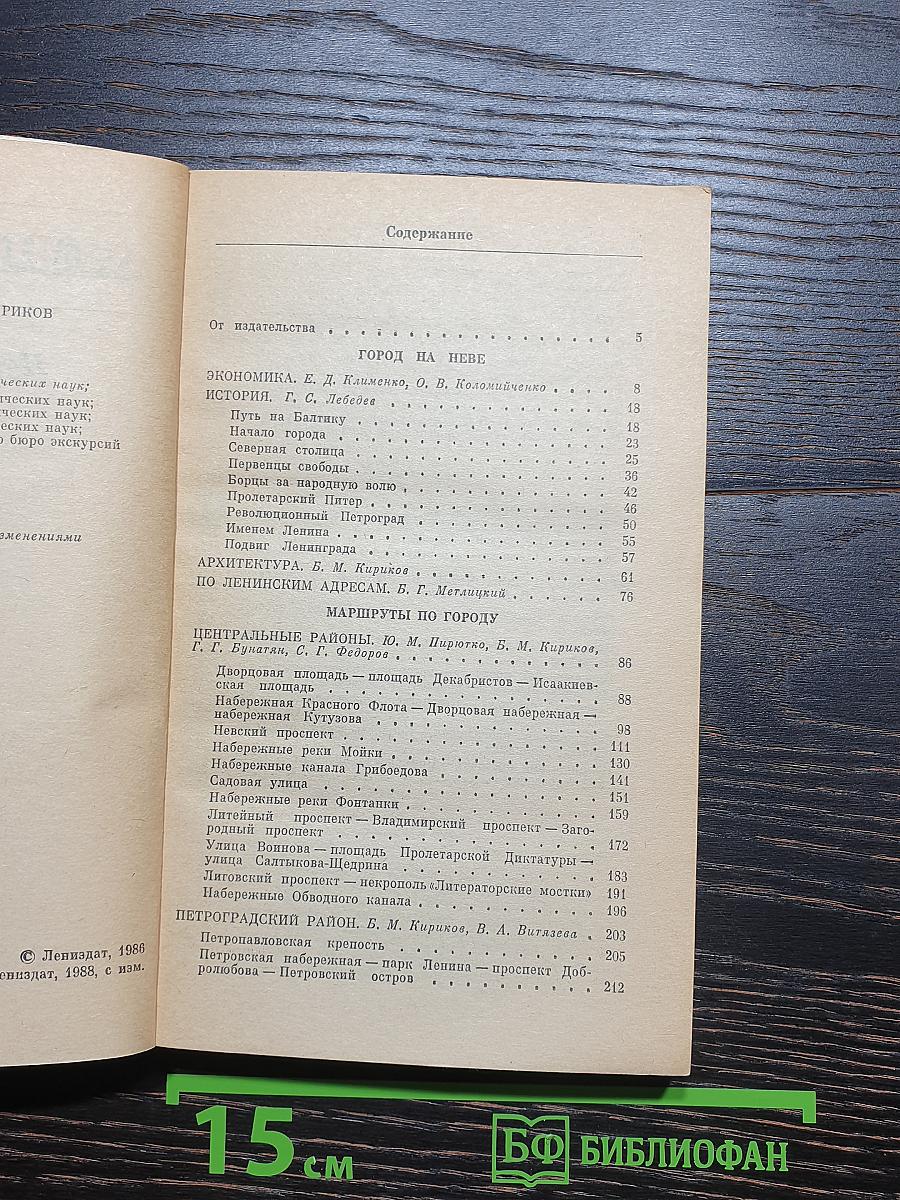 РИКОВ
ческих наук;
ических наук;
ических наук;
ческих наук;
о бюро экскурсий
зменениями
© Лениздат, 1986
ениздат, 1988, с изм.
Содержание
От издательства 5
ГОРОД НА НЕВЕ
ЭКОНОМИКА. Е. Д. Клименко, О. В. Коломийченко 8
ИСТОРИЯ. Г. С. Лебедев 18
Путь на Балтику 18
Начало города 23
Северная столица 25
Первенцы свободы 36
Борцы за народную волю 42
Пролетарский Питер 46
Революционный Петроград 50
Именем Ленина 55
Подвиг Ленинграда 57
АРХИТЕКТУРА. Б. М. Кириков 61
ПО ЛЕНИНСКИМ АДРЕСАМ. Б. Г. Метлицкий 76
МАРШРУТЫ ПО ГОРОДУ
ЦЕНТРАЛЬНЫЕ РАЙОНЫ. Ю. М. Пирютко, Б. М. Кириков,
Г. Г. Бунатян, С. Г. Федоров 86
Дворцовая площадь — площадь Декабристов — Исаакиев-
ская площадь 88
Набережная Красного Флота — Дворцовая набережная —
набережная Кутузова 98
Невский проспект 111
Набережные реки Мойки 130
Набережные канала Грибоедова 141
Садовая улица 151
Набережные реки Фонтанки 159
Литейный проспект — Владимирский проспект — Заго-
родный проспект 172
Улица Воинова — площадь Пролетарской Диктатуры —
улица Салтыкова-Щедрина 183
Лиговский проспект — некрополь «Литераторские мостки» 191
Набережные Обводного канала 196
ПЕТРОГРАДСКИЙ РАЙОН. Б. М. Кириков, В. А. Витязева 203
Петропавловская крепость 205
Петровская набережная — парк Ленина — проспект Доб-
ролюбова — Петровский остров 212
15 см
БФ БИБЛИОФАН